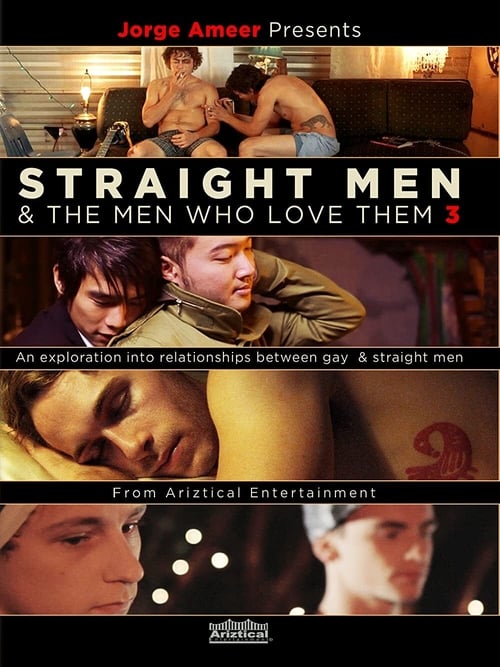 Jorge Ameer Presents
STRAIGHT MEN
& THE MEN WHO LOVE THEM 3
An exploration into relationships between gay & straight men
From Ariztical Entertainment
Ariztical
Entertainment